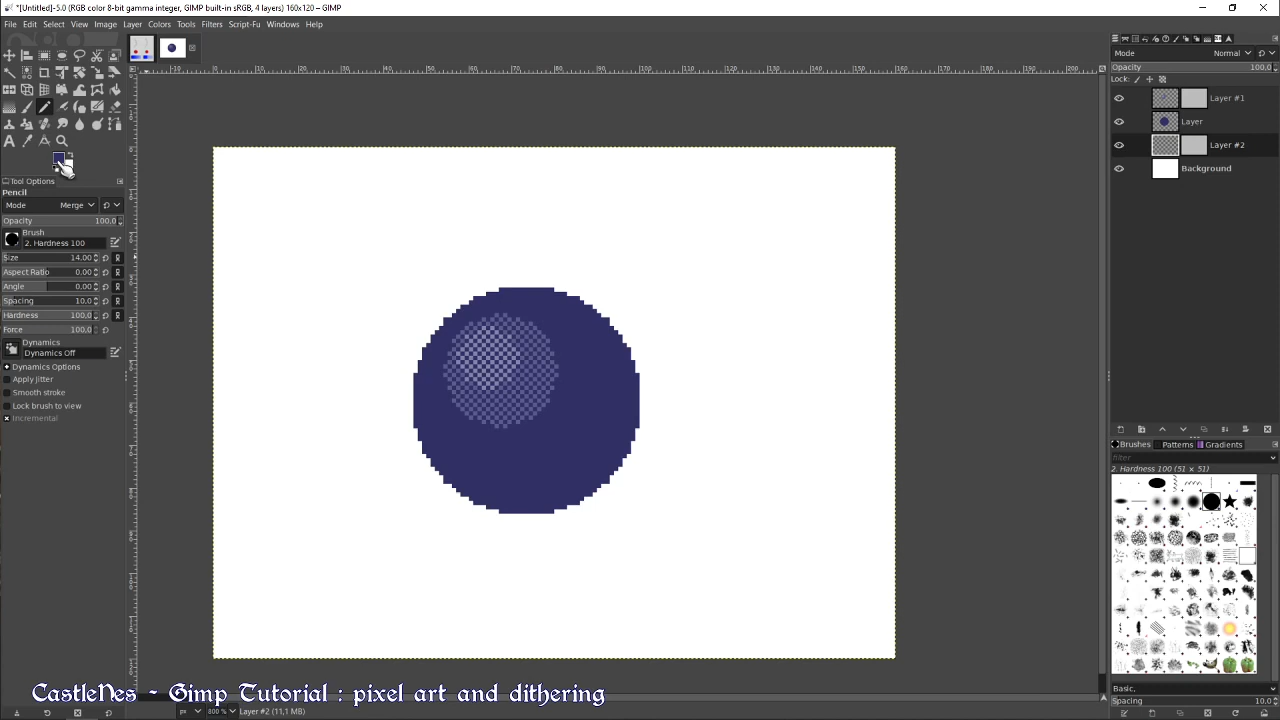 *[Untitled]-5.0 (RGB color 8-bit gamma integer, GIMP built-in sRGB, 4 layers) 160x120 – GIMP
File Edit Select View Image Layer Colors Tools Filters Script-Fu Windows Help
Tool Options
Pencil
Mode Merge
Opacity 100,0
Brush
2. Hardness 100
Size 14.00
Aspect Ratio 0.00
Angle 0.00
Spacing 10.0
Hardness 100,
Force 100,
Dynamics
Dynamics Off
Dynamics Options
Apply Jitter
Smooth stroke
Lock brush to view
Incremental
Mode Normal
Opacity 100,0
Lock:
Layer #1
Layer
Layer #2
Background
Brushes Patterns Gradients
filter
2. Hardness 100 (51 × 51)
Basic,
Spacing 10.0
px 800 % Layer #2 (11,1 MB)
CastleNes - Gimp Tutorial : pixel art and dithering